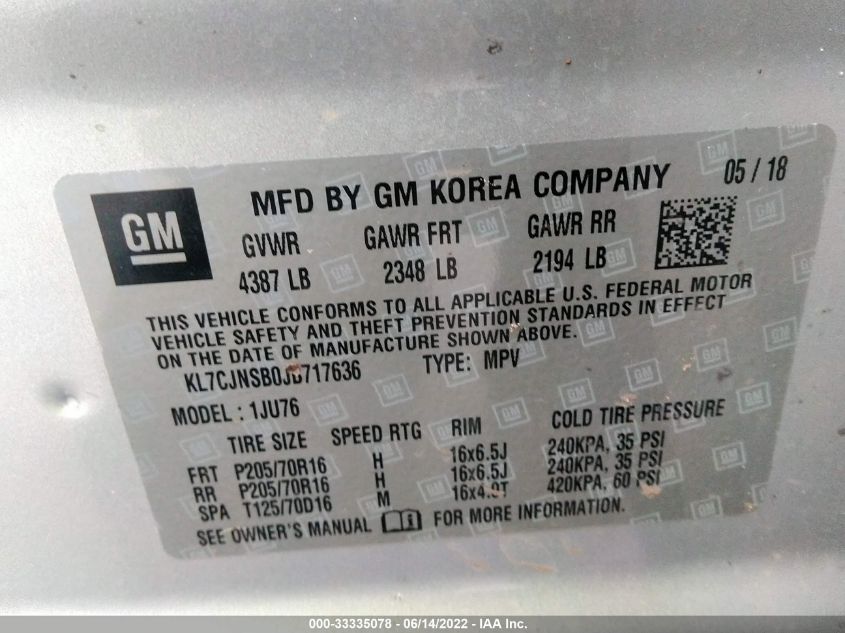 GM
MFD BY GM KOREA COMPANY 05 / 18
GVWR GAWR FRT GAWR RR
4387 LB 2348 LB 2194 LB
THIS VEHICLE CONFORMS TO ALL APPLICABLE U.S. FEDERAL MOTOR
VEHICLE SAFETY AND THEFT PREVENTION STANDARDS IN EFFECT
ON THE DATE OF MANUFACTURE SHOWN ABOVE.
KL7CJNSB0JB717636 TYPE: MPV
MODEL: 1JU76
TIRE SIZE SPEED RTG RIM COLD TIRE PRESSURE
FRT P205/70R16 H 16x6.5J 240KPA, 35 PSI
RR P205/70R16 H 16x6.5J 240KPA, 35 PSI
SPA T125/70D16 M 16x4.0T 420KPA, 60 PSI
SEE OWNER'S MANUAL FOR MORE INFORMATION.
000-33335078 - 06/14/2022 - IAA Inc.